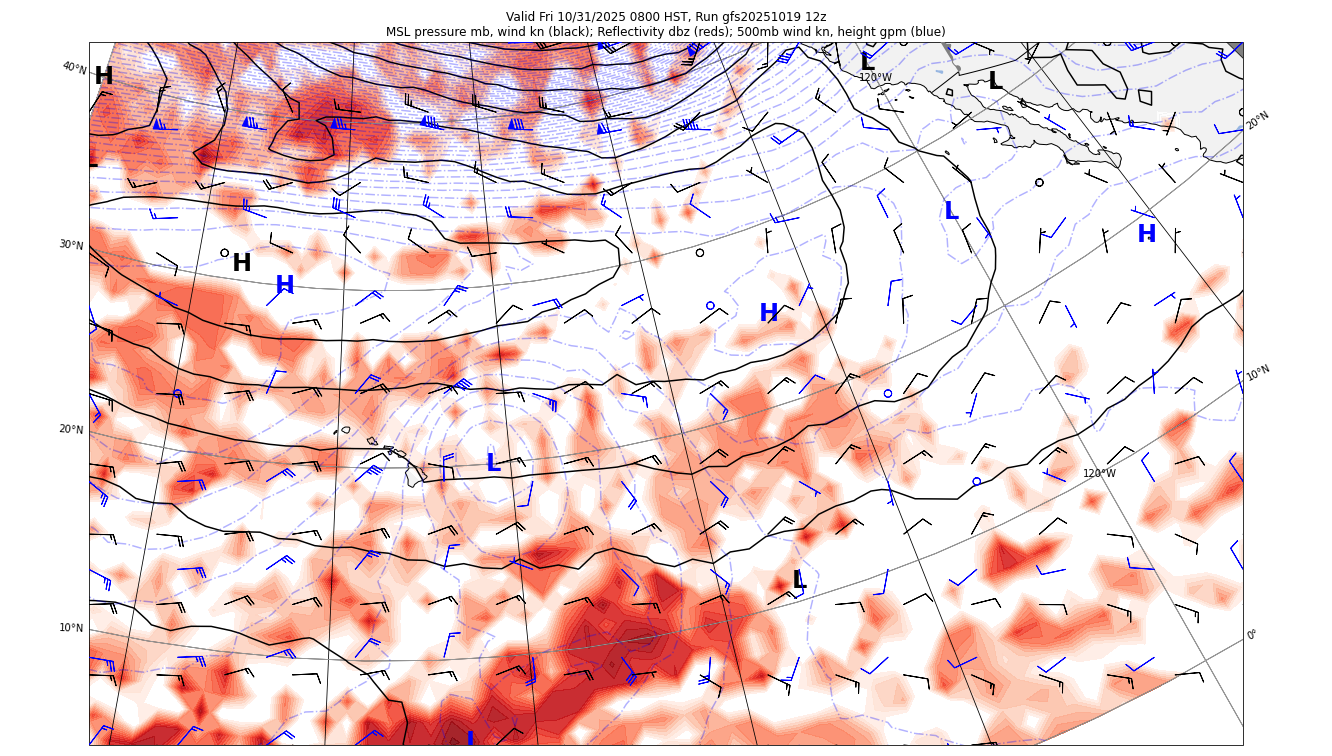 Valid Fri 10/31/2025 0800 HST, Run gfs20251019 12z
MSL pressure mb, wind kn (black); Reflectivity dbz (reds); 500mb wind kn, height gpm (blue)
40°N
H
L
120°W
L
20°N
L
H
30°N
H
H
H
10°N
20°N
L
120°W
L
10°N
0°
L